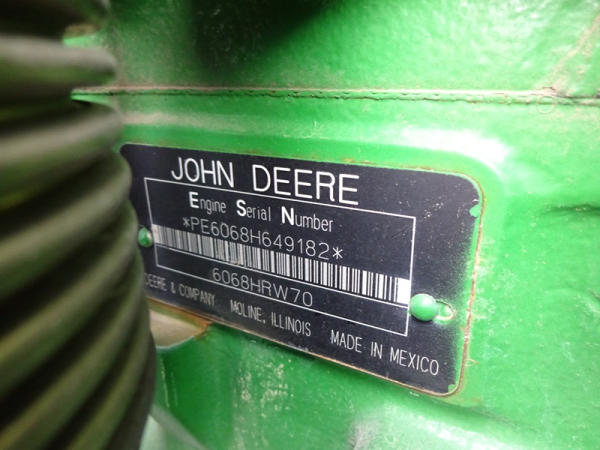 JOHN DEERE
Engine Serial Number
*PE6068H649182*
6068HRW70
DEERE & COMPANY MOLINE, ILLINOIS MADE IN MEXICO